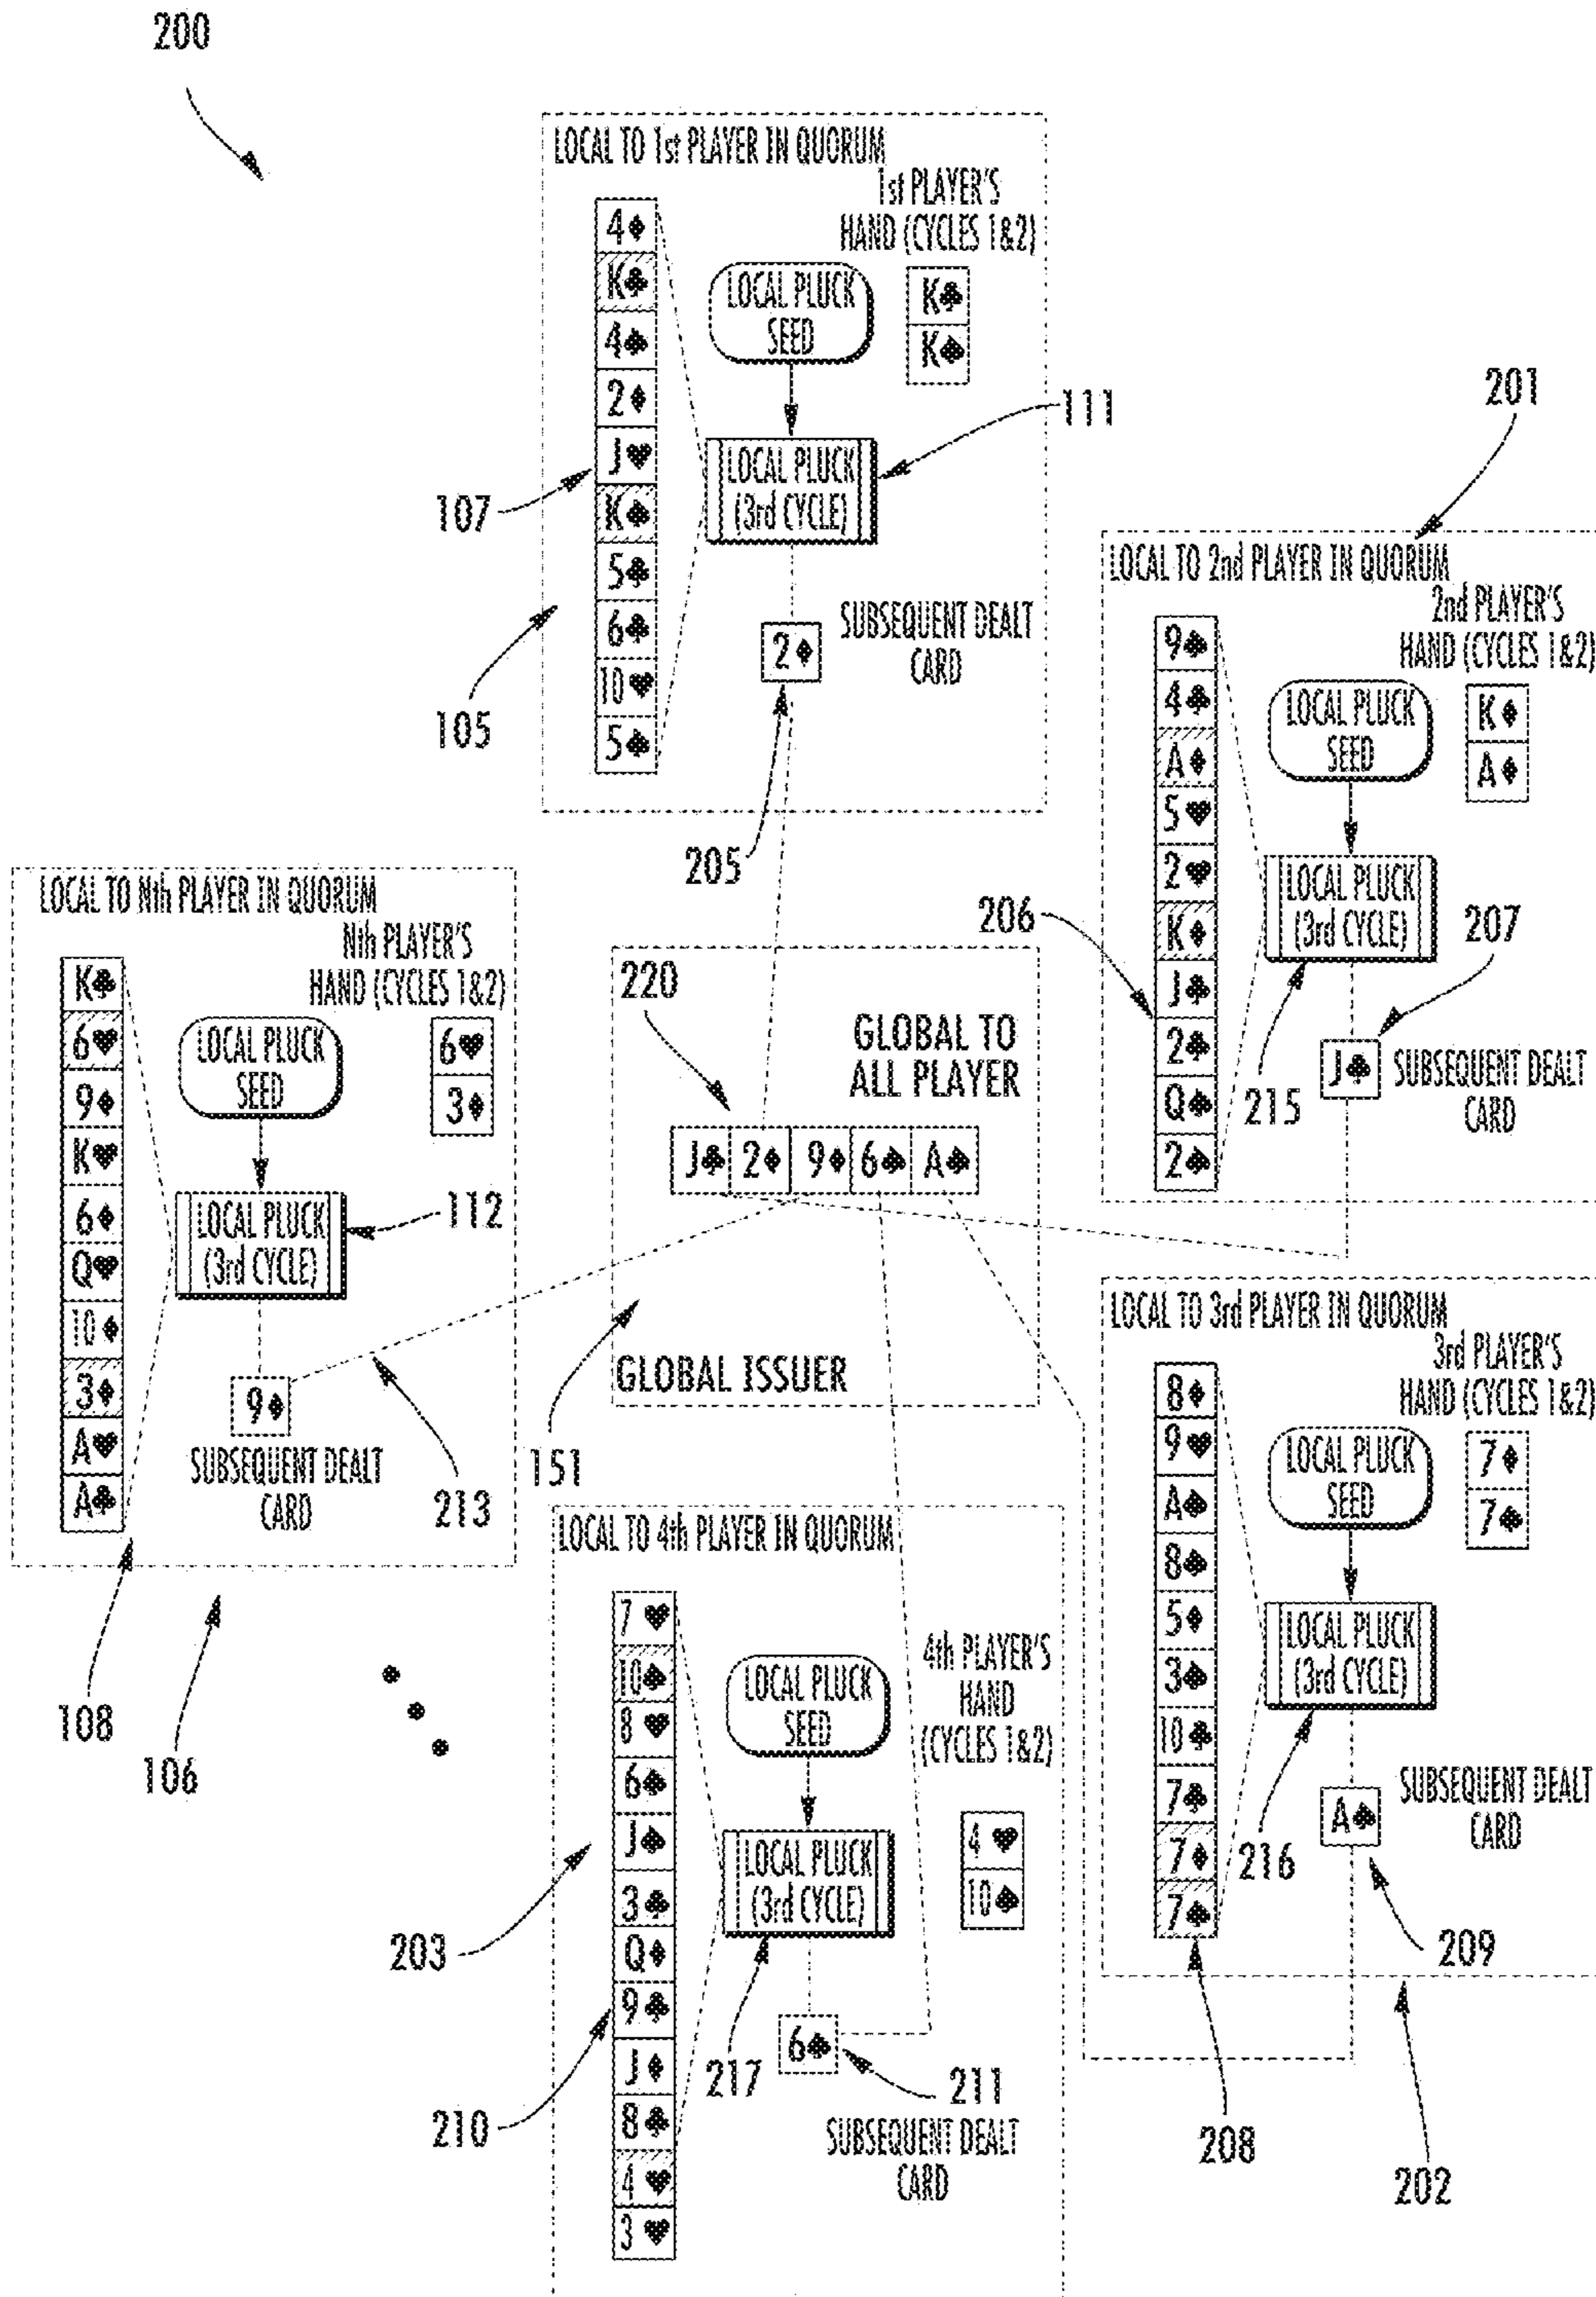 200
LOCAL TO 1st PLAYER IN QUORUM
1st PLAYER'S
HAND (CYCLES 1&2)
4♦
K♣
4♠
2♦
J♥
K♠
5♣
6♣
10♥
5♠
LOCAL PLUCK
SEED
K♣
K♠
LOCAL PLUCK
(3rd CYCLE)
111
107
105
2♦
SUBSEQUENT DEALT
CARD
205
201
LOCAL TO 2nd PLAYER IN QUORUM
2nd PLAYER'S
HAND (CYCLES 1&2)
9♠
4♣
A♦
5♥
2♥
K♦
J♣
2♣
Q♠
2♠
LOCAL PLUCK
SEED
K♦
A♦
LOCAL PLUCK
(3rd CYCLE)
206
207
215
J♣
SUBSEQUENT DEALT
CARD
LOCAL TO Nth PLAYER IN QUORUM
Nth PLAYER'S
HAND (CYCLES 1&2)
K♣
6♥
9♦
K♥
6♦
Q♥
10♦
3♦
A♥
A♣
LOCAL PLUCK
SEED
6♥
3♦
LOCAL PLUCK
(3rd CYCLE)
112
9♦
SUBSEQUENT DEALT
CARD
213
108
106
220
GLOBAL TO
ALL PLAYER
J♣ 2♦ 9♦ 6♠ A♠
GLOBAL ISSUER
151
LOCAL TO 3rd PLAYER IN QUORUM
3rd PLAYER'S
HAND (CYCLES 1&2)
8♦
9♥
A♠
8♠
5♦
3♠
10♣
7♣
7♦
7♠
LOCAL PLUCK
SEED
7♦
7♠
LOCAL PLUCK
(3rd CYCLE)
216
A♠
SUBSEQUENT DEALT
CARD
209
208
202
LOCAL TO 4th PLAYER IN QUORUM
7♥
10♠
8♥
6♠
J♠
3♣
Q♦
9♣
J♦
8♣
4♥
3♥
LOCAL PLUCK
SEED
4th PLAYER'S
HAND
(CYCLES 1&2)
4♥
10♠
LOCAL PLUCK
(3rd CYCLE)
203
210
217
6♠
211
SUBSEQUENT DEALT
CARD